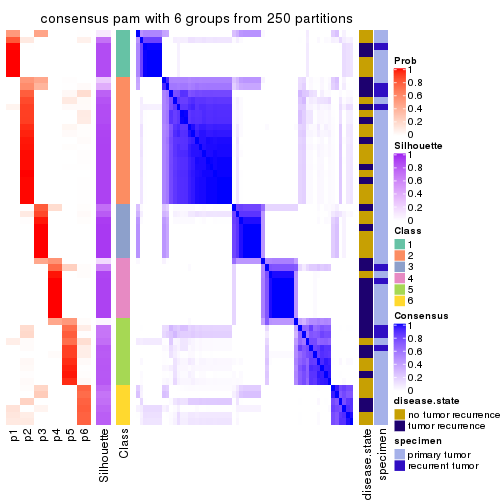 consensus pam with 6 groups from 250 partitions
p1
p2
p3
p4
p5
p6
Silhouette
Class
disease.state
specimen
Prob
1
0.8
0.6
0.4
0.2
0
Silhouette
1
0.8
0.6
0.4
0.2
0
Class
1
2
3
4
5
6
Consensus
1
0.8
0.6
0.4
0.2
0
disease.state
no tumor recurrence
tumor recurrence
specimen
primary tumor
recurrent tumor